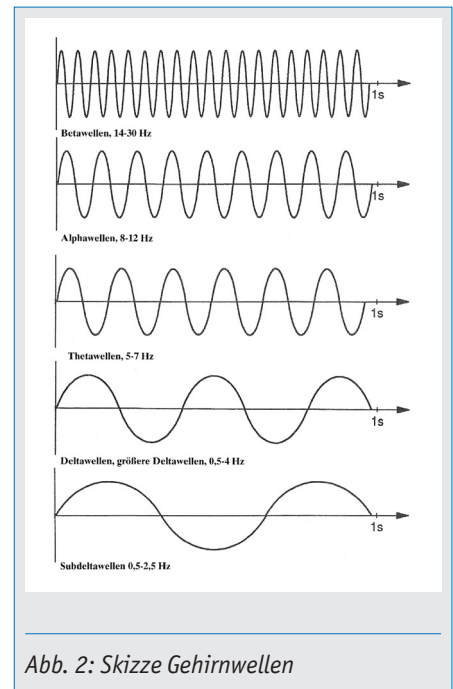 1s
Betawellen, 14-30 Hz
1s
Alphawellen, 8-12 Hz
1s
Thetawellen, 5-7 Hz
1s
Deltawellen, größere Deltawellen, 0,5-4 Hz
1s
Subdeltawellen 0,5-2,5 Hz
Abb. 2: Skizze Gehirnwellen